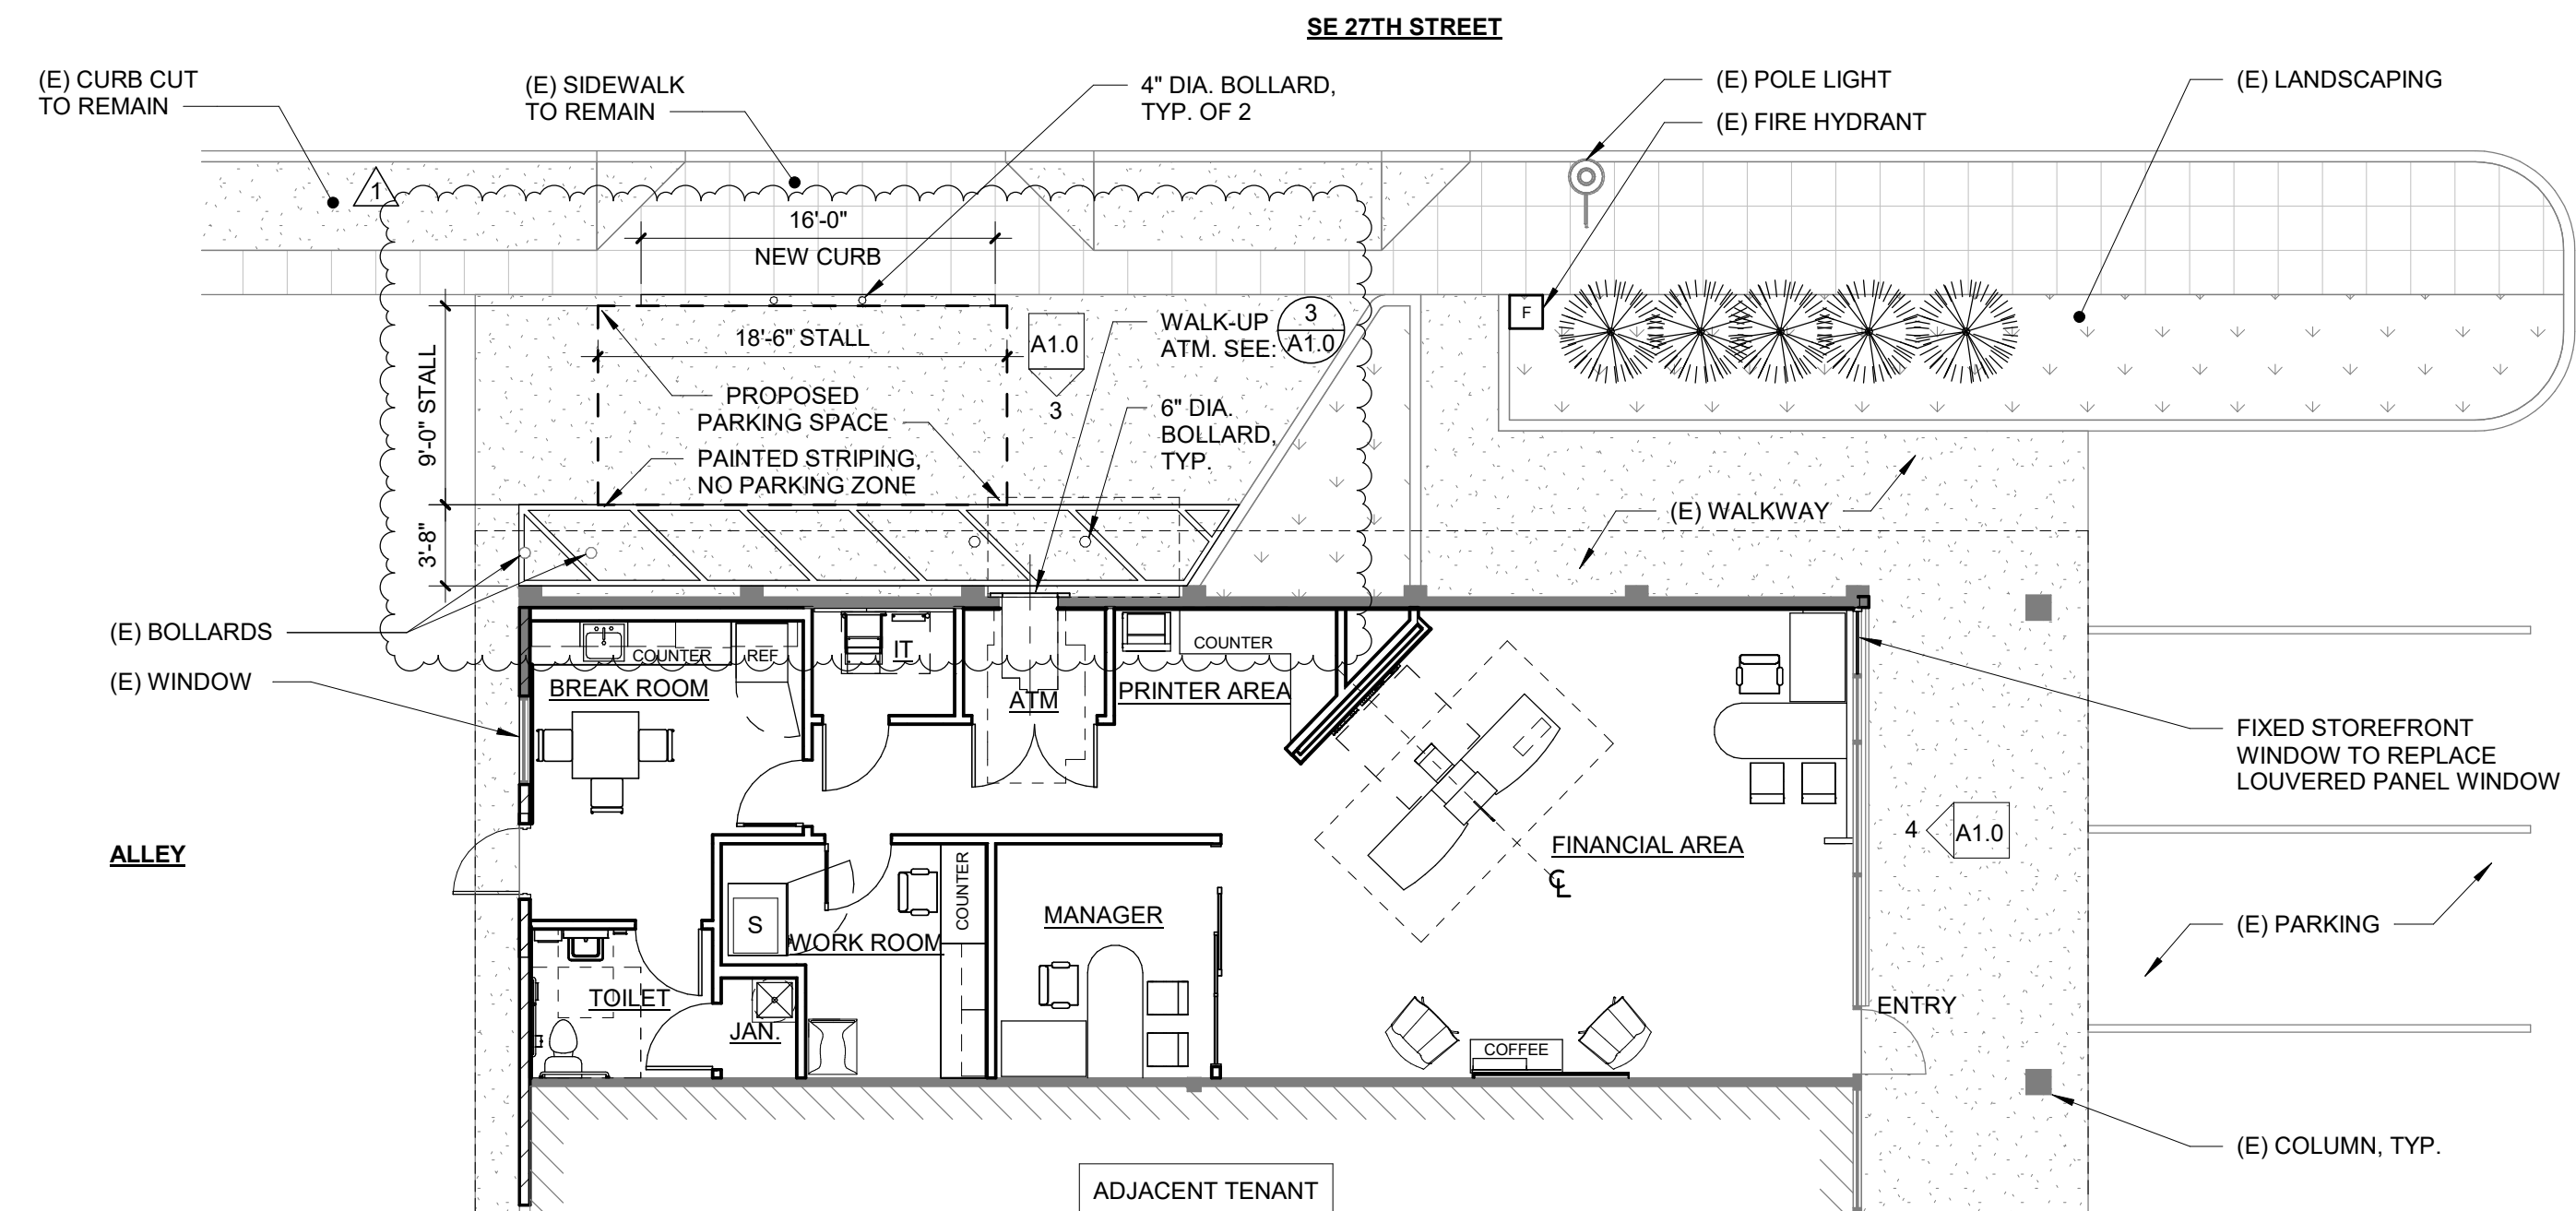 SE 27TH STREET
(E) CURB CUT
TO REMAIN
(E) SIDEWALK
TO REMAIN
4" DIA. BOLLARD,
TYP. OF 2
(E) POLE LIGHT
(E) FIRE HYDRANT
(E) LANDSCAPING
1
16'-0"
NEW CURB
18'-6" STALL
9'-0" STALL
3'-8"
A1.0
3
WALK-UP
ATM. SEE:
3
A1.0
F
PROPOSED
PARKING SPACE
PAINTED STRIPING,
NO PARKING ZONE
6" DIA.
BOLLARD,
TYP.
(E) WALKWAY
(E) BOLLARDS
(E) WINDOW
COUNTER
REF
BREAK ROOM
IT
ATM
COUNTER
PRINTER AREA
FIXED STOREFRONT
WINDOW TO REPLACE
LOUVERED PANEL WINDOW
4
A1.0
FINANCIAL AREA
CL
ALLEY
COUNTER
S
WORK ROOM
MANAGER
(E) PARKING
TOILET
JAN.
ENTRY
COFFEE
(E) COLUMN, TYP.
ADJACENT TENANT